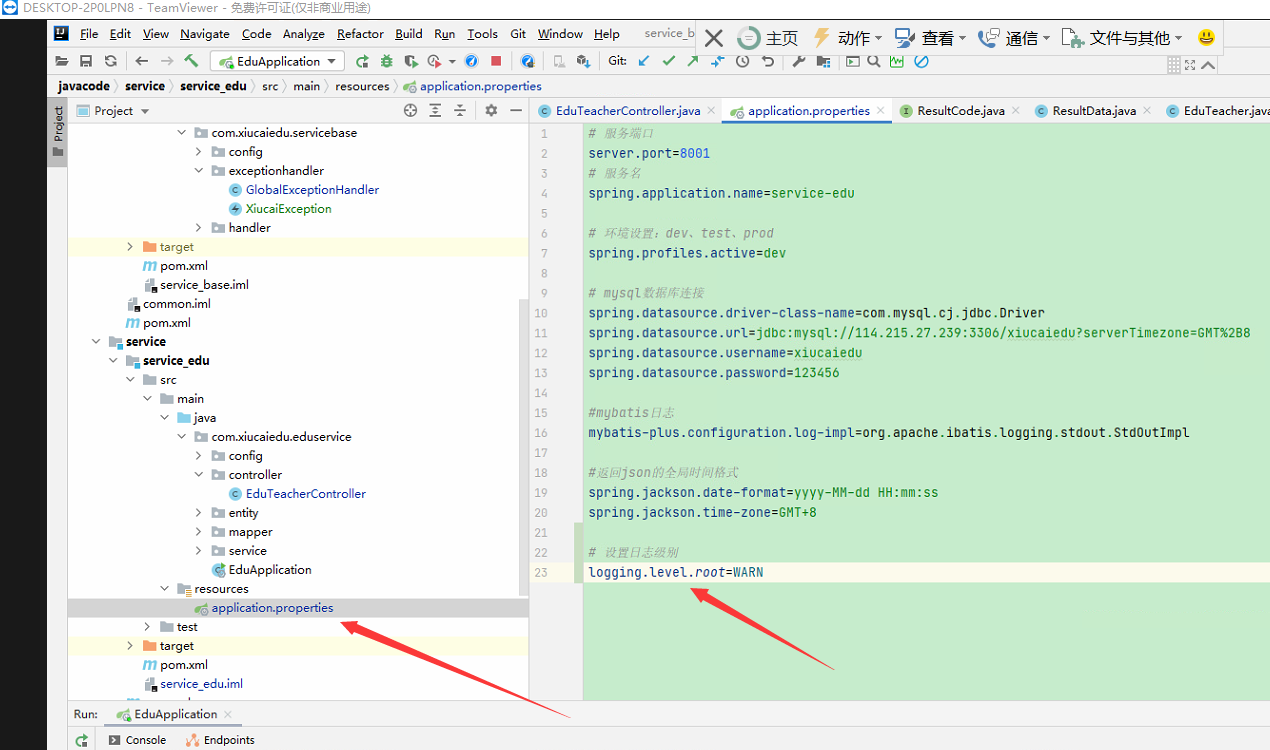 DESKTOP-2P0LPN8 - TeamViewer - 免费许可证(仅非商业用途)
File Edit View Navigate Code Analyze Refactor Build Run Tools Git Window Help service_b
主页 动作 查看 通信 文件与其他
EduApplication Git:
javacode service service_edu src main resources application.properties
Project
Project
EduTeacherController.java application.properties ResultCode.java ResultData.java EduTeacher.java
com.xiucaiedu.servicebase
config
exceptionhandler
GlobalExceptionHandler
XiucaiException
handler
target
pom.xml
service_base.iml
common.iml
pom.xml
service
service_edu
src
main
java
com.xiucaiedu.eduservice
config
controller
EduTeacherController
entity
mapper
service
EduApplication
resources
application.properties
test
target
pom.xml
service_edu.iml
1 # 服务端口
2 server.port=8001
3 # 服务名
4 spring.application.name=service-edu
5
6 # 环境设置：dev、test、prod
7 spring.profiles.active=dev
8
9 # mysql数据库连接
10 spring.datasource.driver-class-name=com.mysql.cj.jdbc.Driver
11 spring.datasource.url=jdbc:mysql://114.215.27.239:3306/xiucaiedu?serverTimezone=GMT%2B8
12 spring.datasource.username=xiucaiedu
13 spring.datasource.password=123456
14
15 #mybatis日志
16 mybatis-plus.configuration.log-impl=org.apache.ibatis.logging.stdout.StdOutImpl
17
18 #返回json的全局时间格式
19 spring.jackson.date-format=yyyy-MM-dd HH:mm:ss
20 spring.jackson.time-zone=GMT+8
21
22 # 设置日志级别
23 logging.level.root=WARN
Run: EduApplication
Console Endpoints